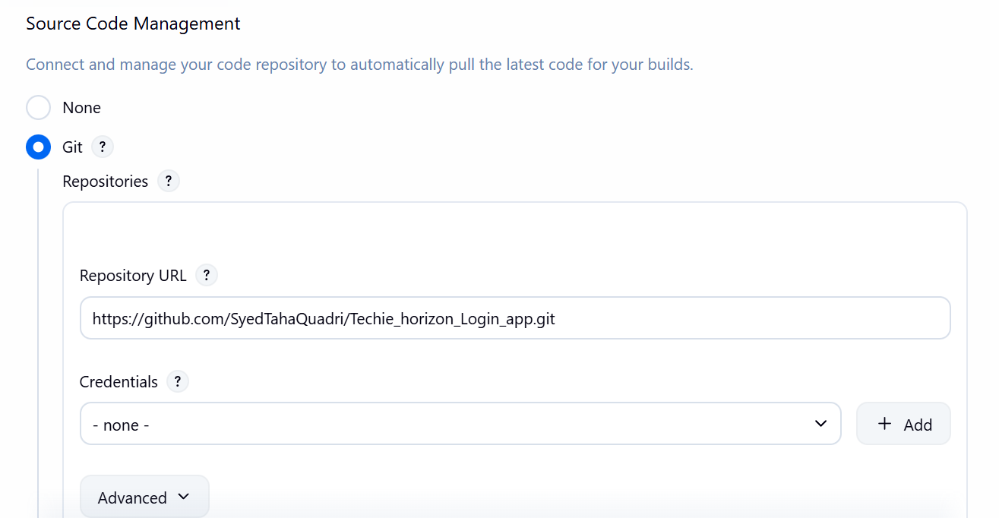 Source Code Management
Connect and manage your code repository to automatically pull the latest code for your builds.
None
Git ?
Repositories ?
Repository URL ?
https://github.com/SyedTahaQuadri/Techie_horizon_Login_app.git
Credentials ?
- none -
+ Add
Advanced